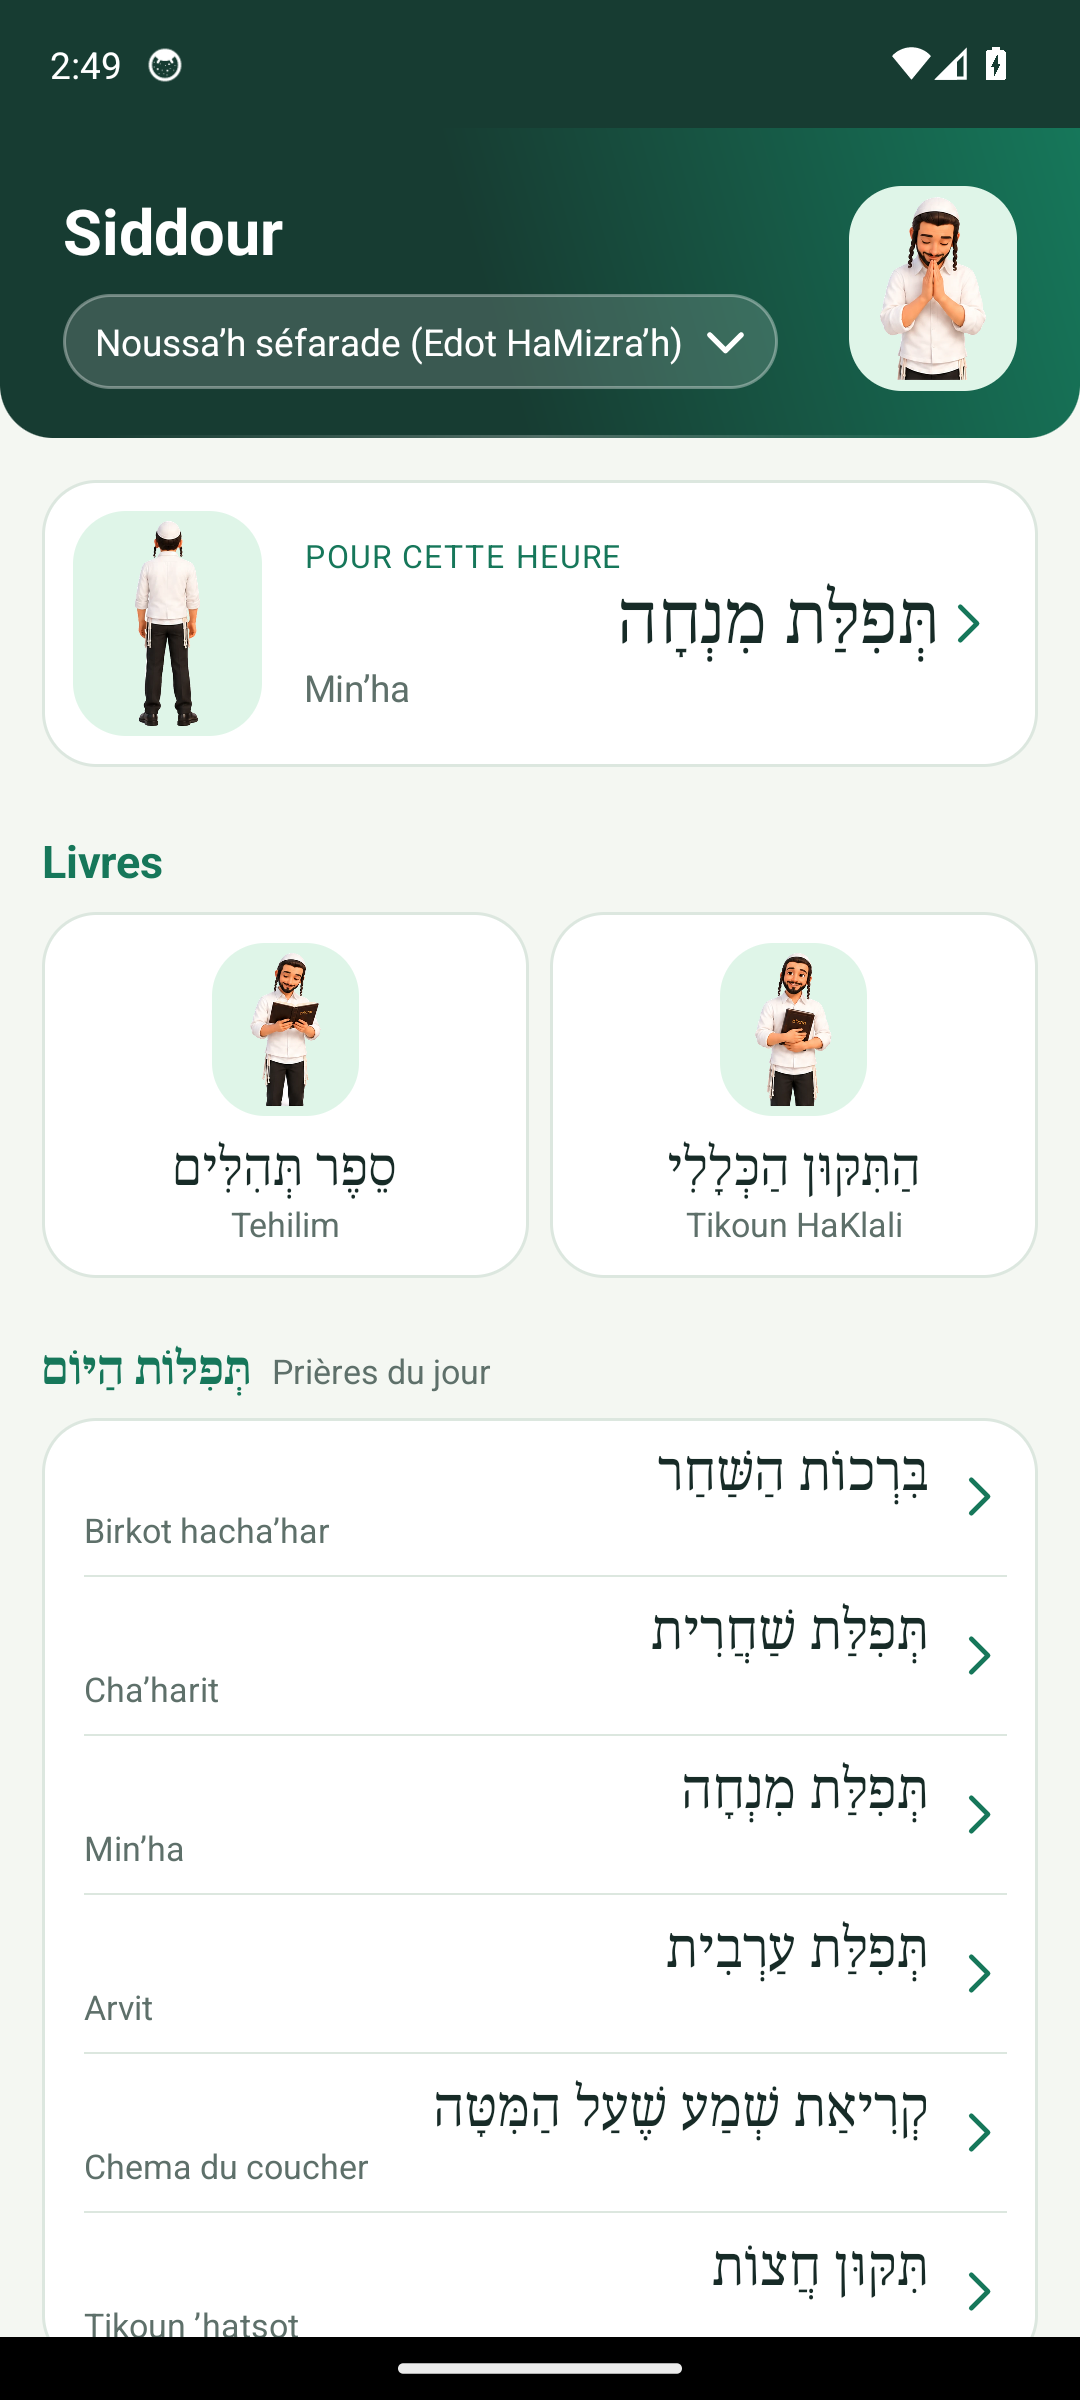 2:49
Siddour
Noussa’h séfarade (Edot HaMizra’h)
POUR CETTE HEURE
תְּפִלַּת מִנְחָה
Min’ha
Livres
סֵפֶר תְּהִלִּים
Tehilim
הַתִּקּוּן הַכְּלָלִי
Tikoun HaKlali
תְּפִלּוֹת הַיּוֹם Prières du jour
בִּרְכוֹת הַשַּׁחַר
Birkot hacha’har
תְּפִלַּת שַׁחֲרִית
Cha’harit
תְּפִלַּת מִנְחָה
Min’ha
תְּפִלַּת עַרְבִית
Arvit
קְרִיאַת שְׁמַע שֶׁעַל הַמִּטָּה
Chema du coucher
תִּקּוּן חֲצוֹת
Tikoun ’hatsot